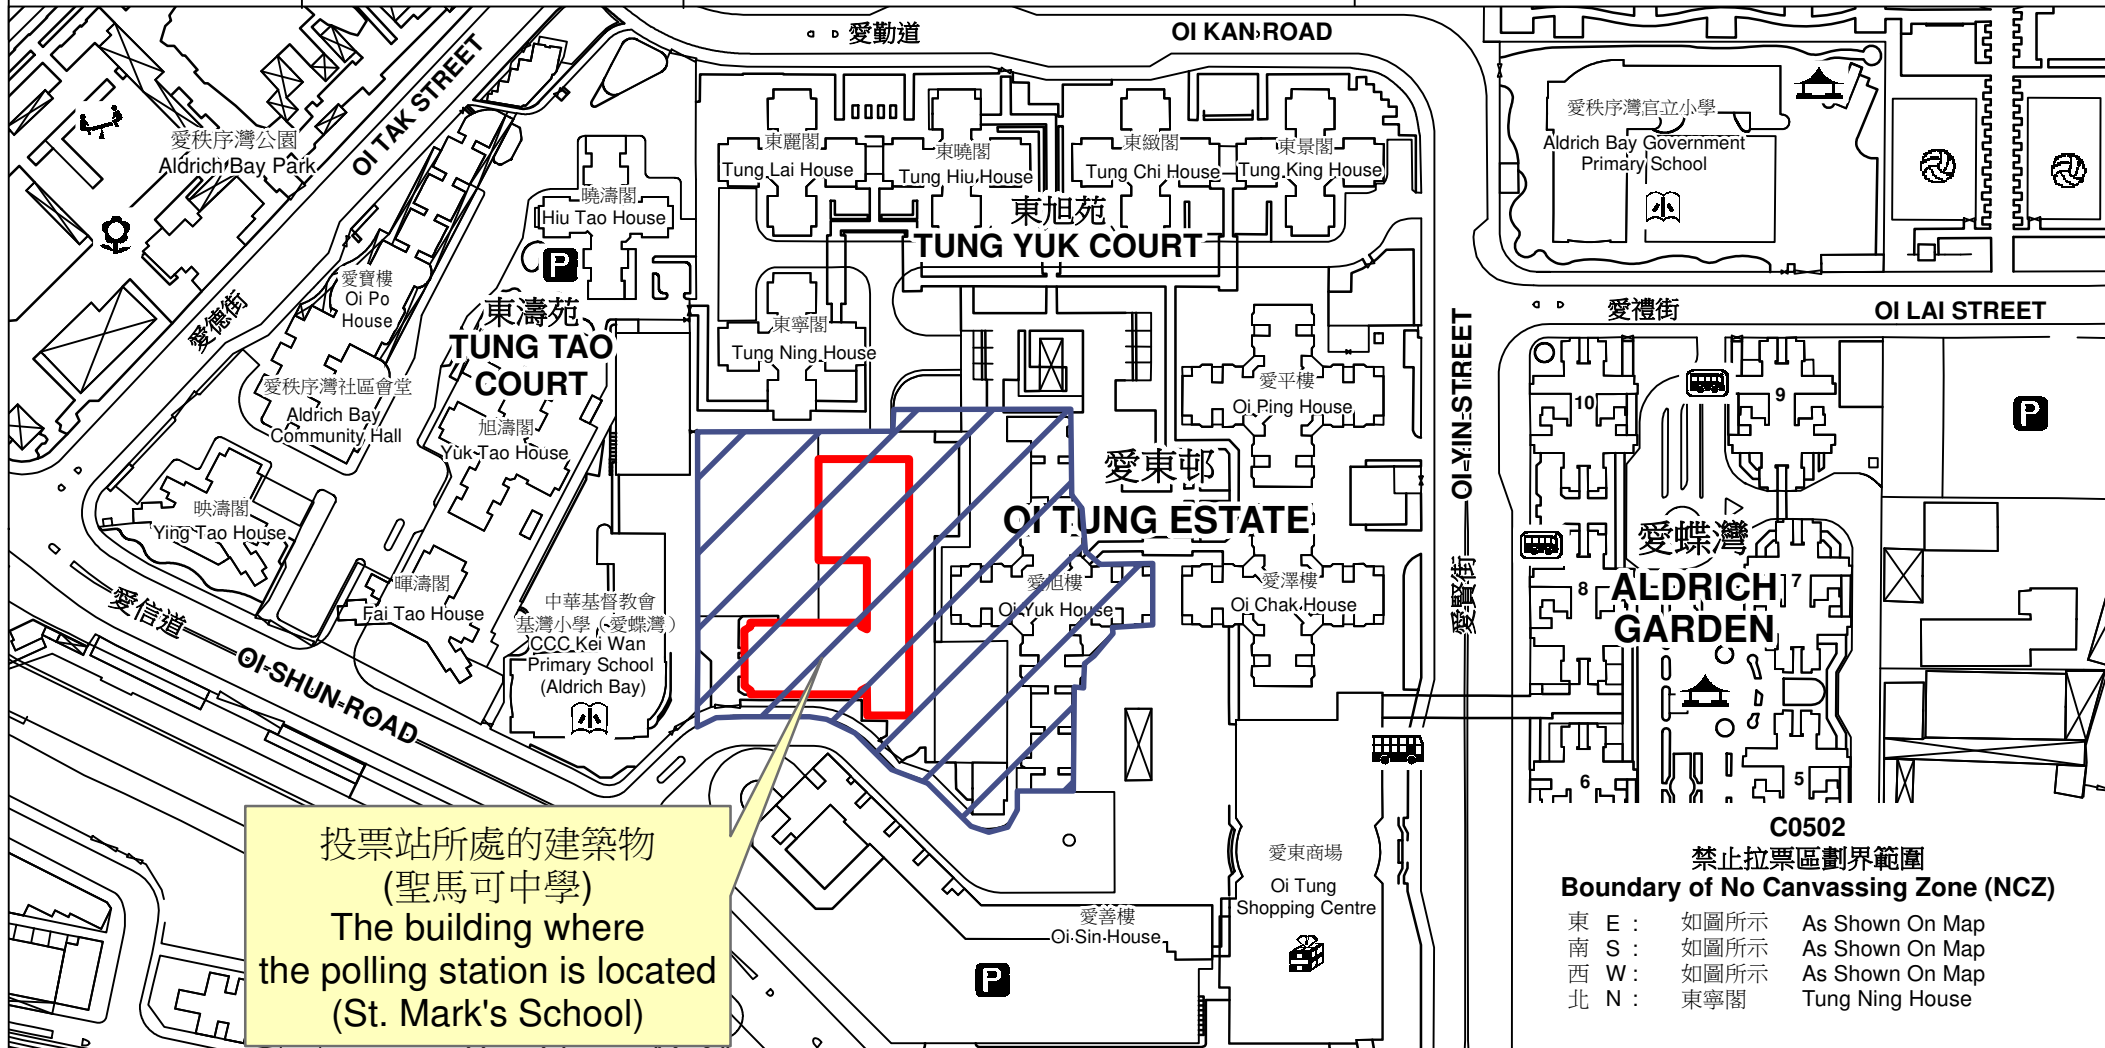 愛勤道
OI KAN ROAD
OI TAK STREET
愛德街
愛秩序灣公園
Aldrich Bay Park
曉濤閣
Hiu Tao House
P
愛寶樓
Oi Po
House
東濤苑
TUNG TAO
COURT
愛秩序灣社區會堂
Aldrich Bay
Community Hall
旭濤閣
Yuk Tao House
映濤閣
Ying Tao House
暉濤閣
Fai Tao House
愛信道
OI SHUN ROAD
中華基督教會
基灣小學（愛蝶灣）
CCC Kei Wan
Primary School
(Aldrich Bay)
小
東麗閣
Tung Lai House
東曉閣
Tung Hiu House
東緻閣
Tung Chi House
東景閣
Tung King House
東旭苑
TUNG YUK COURT
東寧閣
Tung Ning House
愛平樓
Oi Ping House
愛東邨
OI TUNG ESTATE
愛旭樓
Oi Yuk House
愛澤樓
Oi Chak House
OI YIN STREET
愛賢街
愛秩序灣官立小學
Aldrich Bay Government
Primary School
小
愛禮街
OI LAI STREET
10
9
P
愛蝶灣
ALDRICH
GARDEN
8
7
6
5
愛東商場
Oi Tung
Shopping Centre
愛善樓
Oi Sin House
P
投票站所處的建築物
(聖馬可中學)
The building where
the polling station is located
(St. Mark's School)
C0502
禁止拉票區劃界範圍
Boundary of No Canvassing Zone (NCZ)
東 E : 如圖所示 As Shown On Map
南 S : 如圖所示 As Shown On Map
西 W : 如圖所示 As Shown On Map
北 N : 東寧閣 Tung Ning House